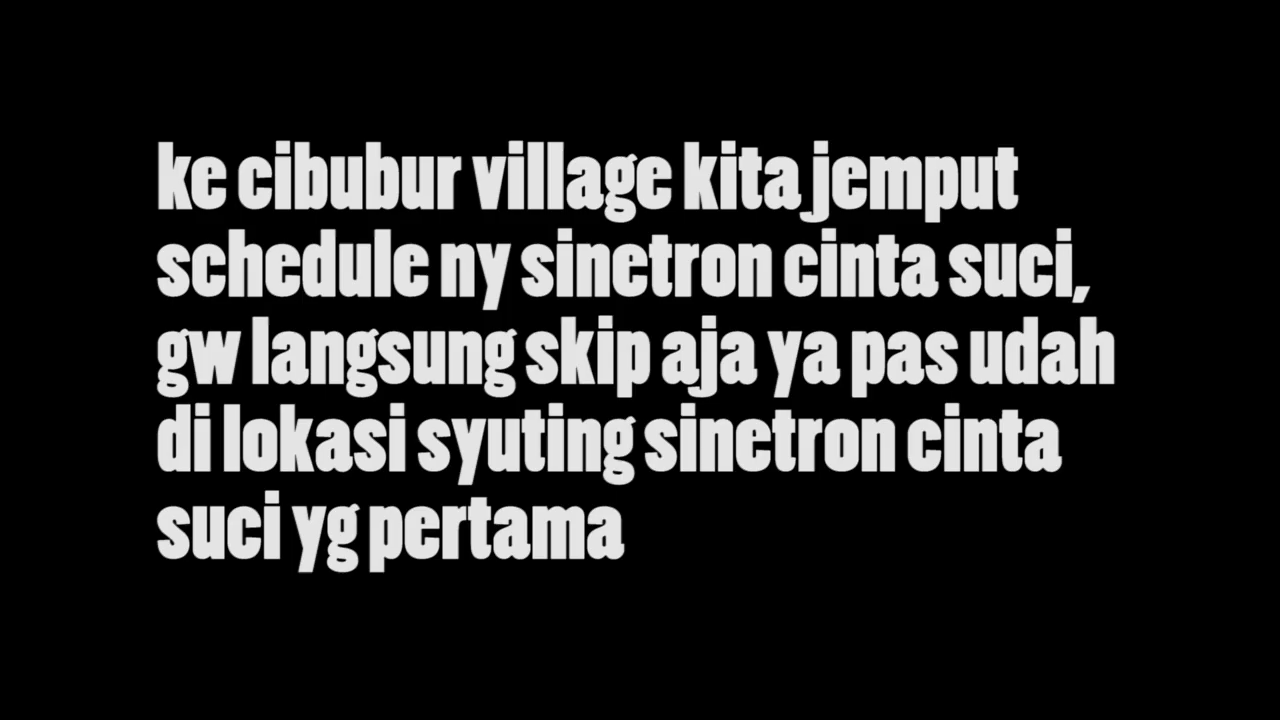 ke cibubur village kita jemput
schedule ny sinetron cinta suci,
gw langsung skip aja ya pas udah
di lokasi syuting sinetron cinta
suci yg pertama